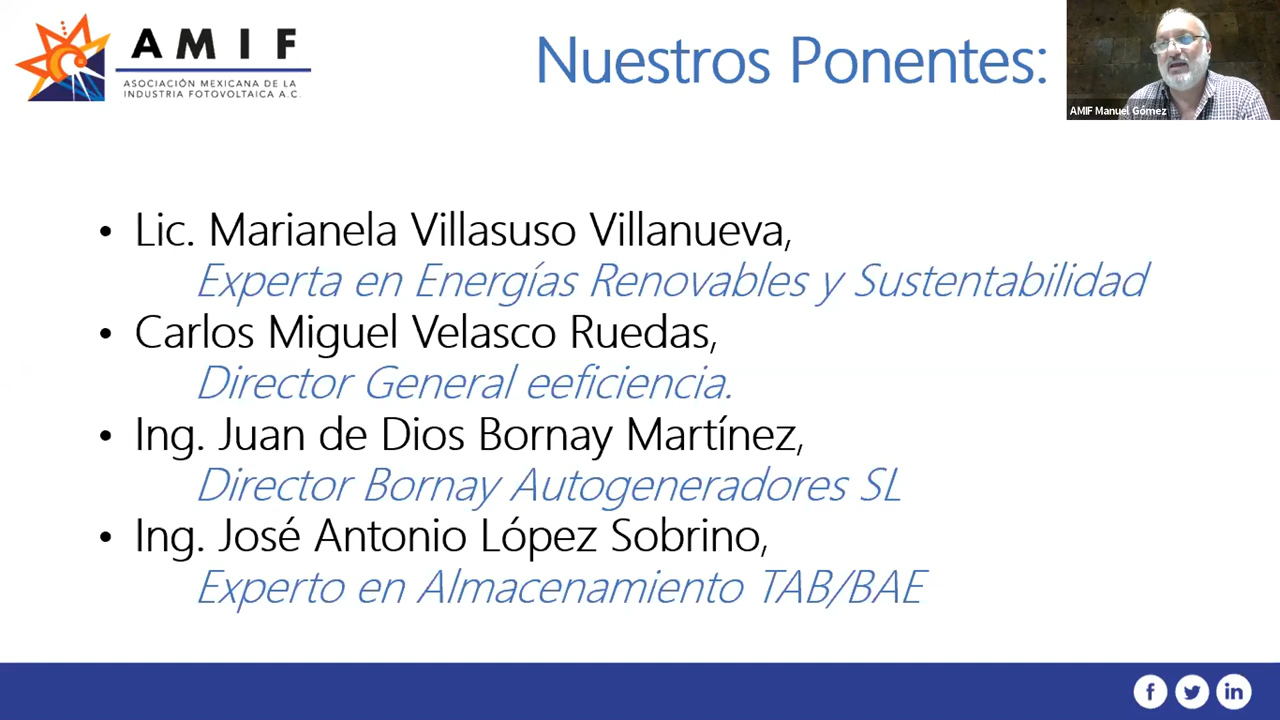 AMIF
ASOCIACIÓN MEXICANA DE LA
INDUSTRIA FOTOVOLTAICA A.C.
Nuestros Ponentes:
AMIF Manuel Gómez
• Lic. Marianela Villasuso Villanueva,
Experta en Energías Renovables y Sustentabilidad
• Carlos Miguel Velasco Ruedas,
Director General eeficiencia.
• Ing. Juan de Dios Bornay Martínez,
Director Bornay Autogeneradores SL
• Ing. José Antonio López Sobrino,
Experto en Almacenamiento TAB/BAE